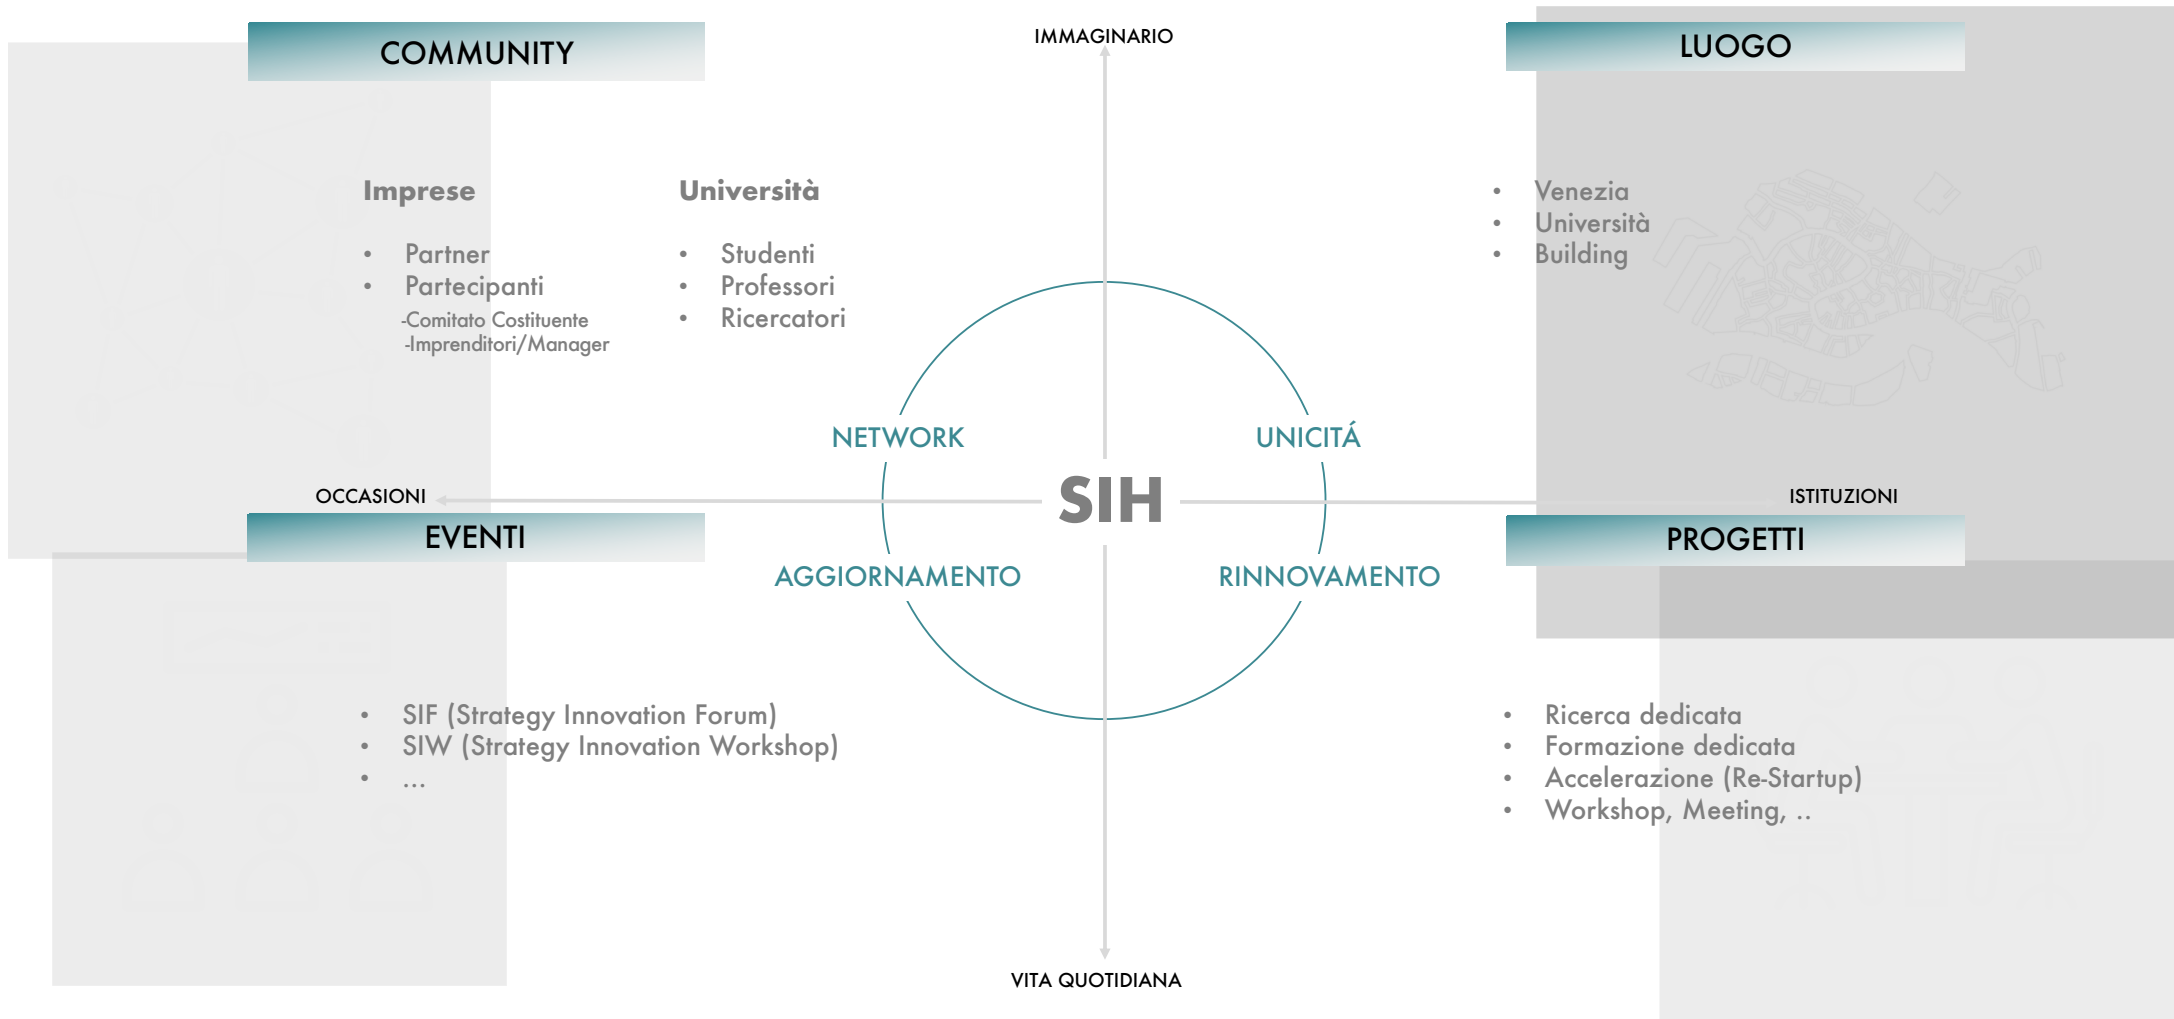 COMMUNITY
IMMAGINARIO
LUOGO
Imprese
• Partner
• Partecipanti
-Comitato Costituente
-Imprenditori/Manager
Università
• Studenti
• Professori
• Ricercatori
• Venezia
• Università
• Building
NETWORK
UNICITÁ
OCCASIONI
SIH
ISTITUZIONI
EVENTI
PROGETTI
AGGIORNAMENTO
RINNOVAMENTO
• SIF (Strategy Innovation Forum)
• SIW (Strategy Innovation Workshop)
• ...
• Ricerca dedicata
• Formazione dedicata
• Accelerazione (Re-Startup)
• Workshop, Meeting, ..
VITA QUOTIDIANA